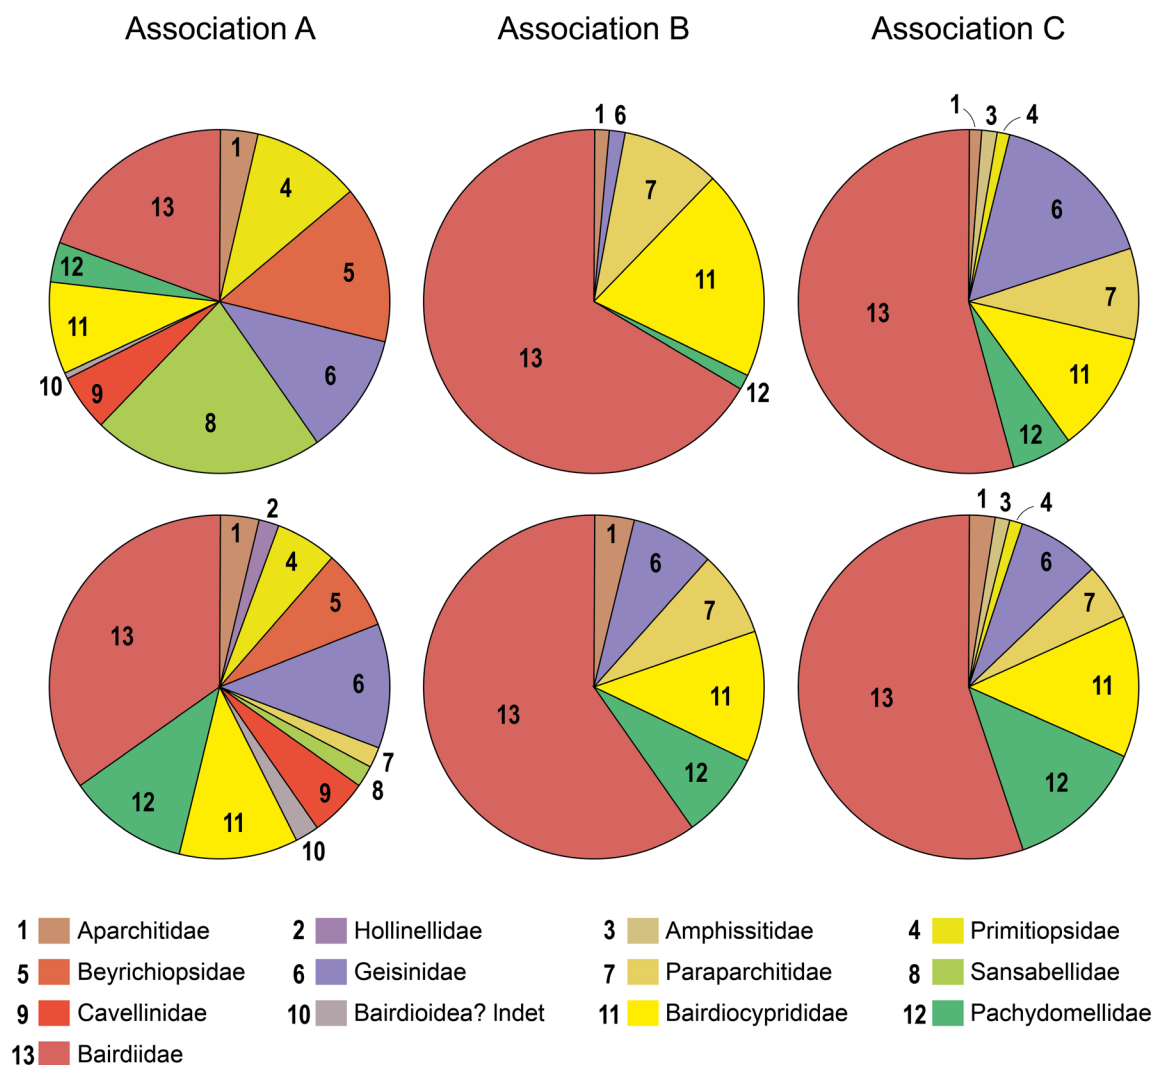 Association A Association B Association C
1 6
1 3 4
1 4 5 6 8 9 10 11 12 13
7 11 12 13
6 7 11 12 13
2
1 3 4
1 4 5 6 7 8 9 10 11 12 13
1 6 7 11 12 13
6 7 11 12 13
1 Aparchitidae 2 Hollinellidae 3 Amphissitidae 4 Primitiopsidae
5 Beyrichiopsidae 6 Geisinidae 7 Paraparchitidae 8 Sansabellidae
9 Cavellinidae 10 Bairdioidea? Indet 11 Bairdiocyprididae 12 Pachydomellidae
13 Bairdiidae